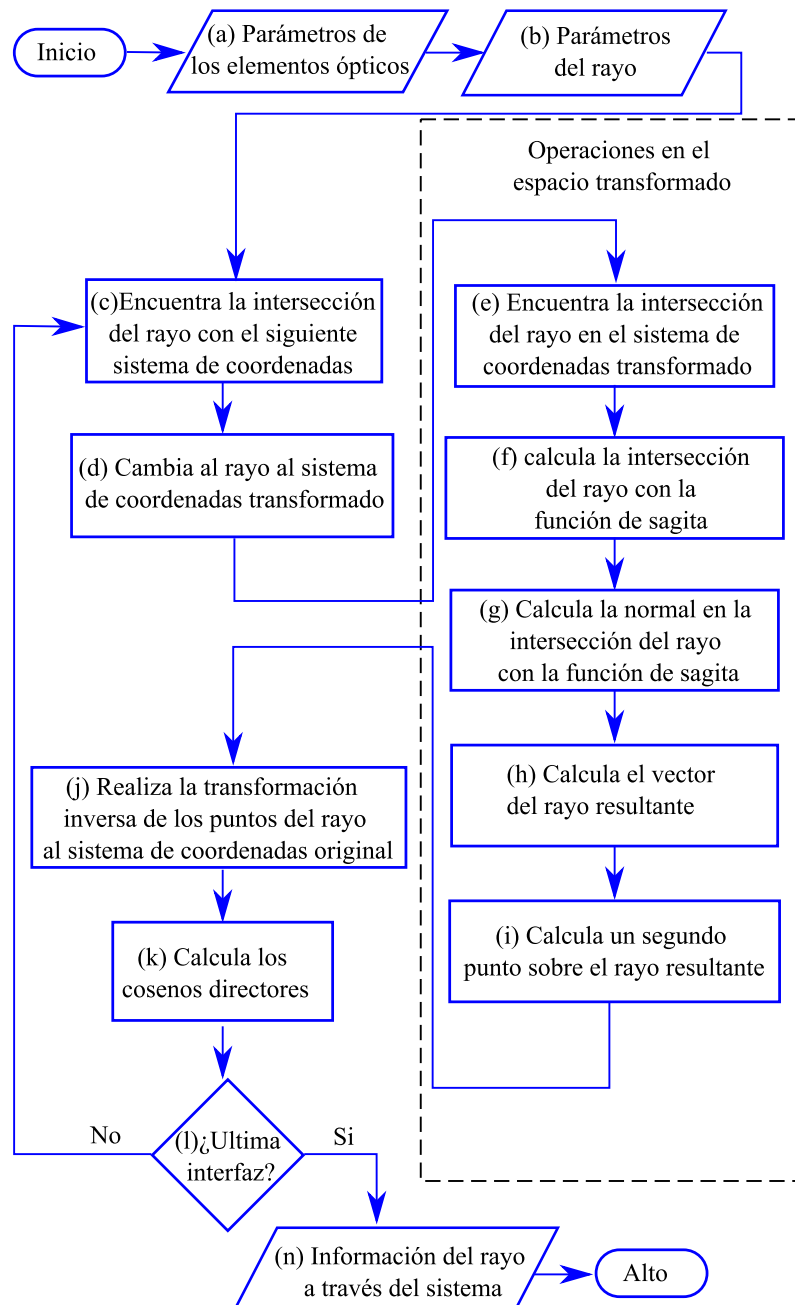 Inicio
(a) Parámetros de
los elementos ópticos
(b) Parámetros
del rayo
Operaciones en el
espacio transformado
(c)Encuentra la intersección
del rayo con el siguiente
sistema de coordenadas
(d) Cambia al rayo al sistema
de coordenadas transformado
(e) Encuentra la intersección
del rayo en el sistema de
coordenadas transformado
(f) calcula la intersección
del rayo con la
función de sagita
(g) Calcula la normal en la
intersección del rayo
con la función de sagita
(h) Calcula el vector
del rayo resultante
(i) Calcula un segundo
punto sobre el rayo resultante
(j) Realiza la transformación
inversa de los puntos del rayo
al sistema de coordenadas original
(k) Calcula los
cosenos directores
(l)¿Ultima
interfaz?
No
Si
(n) Información del rayo
a través del sistema
Alto